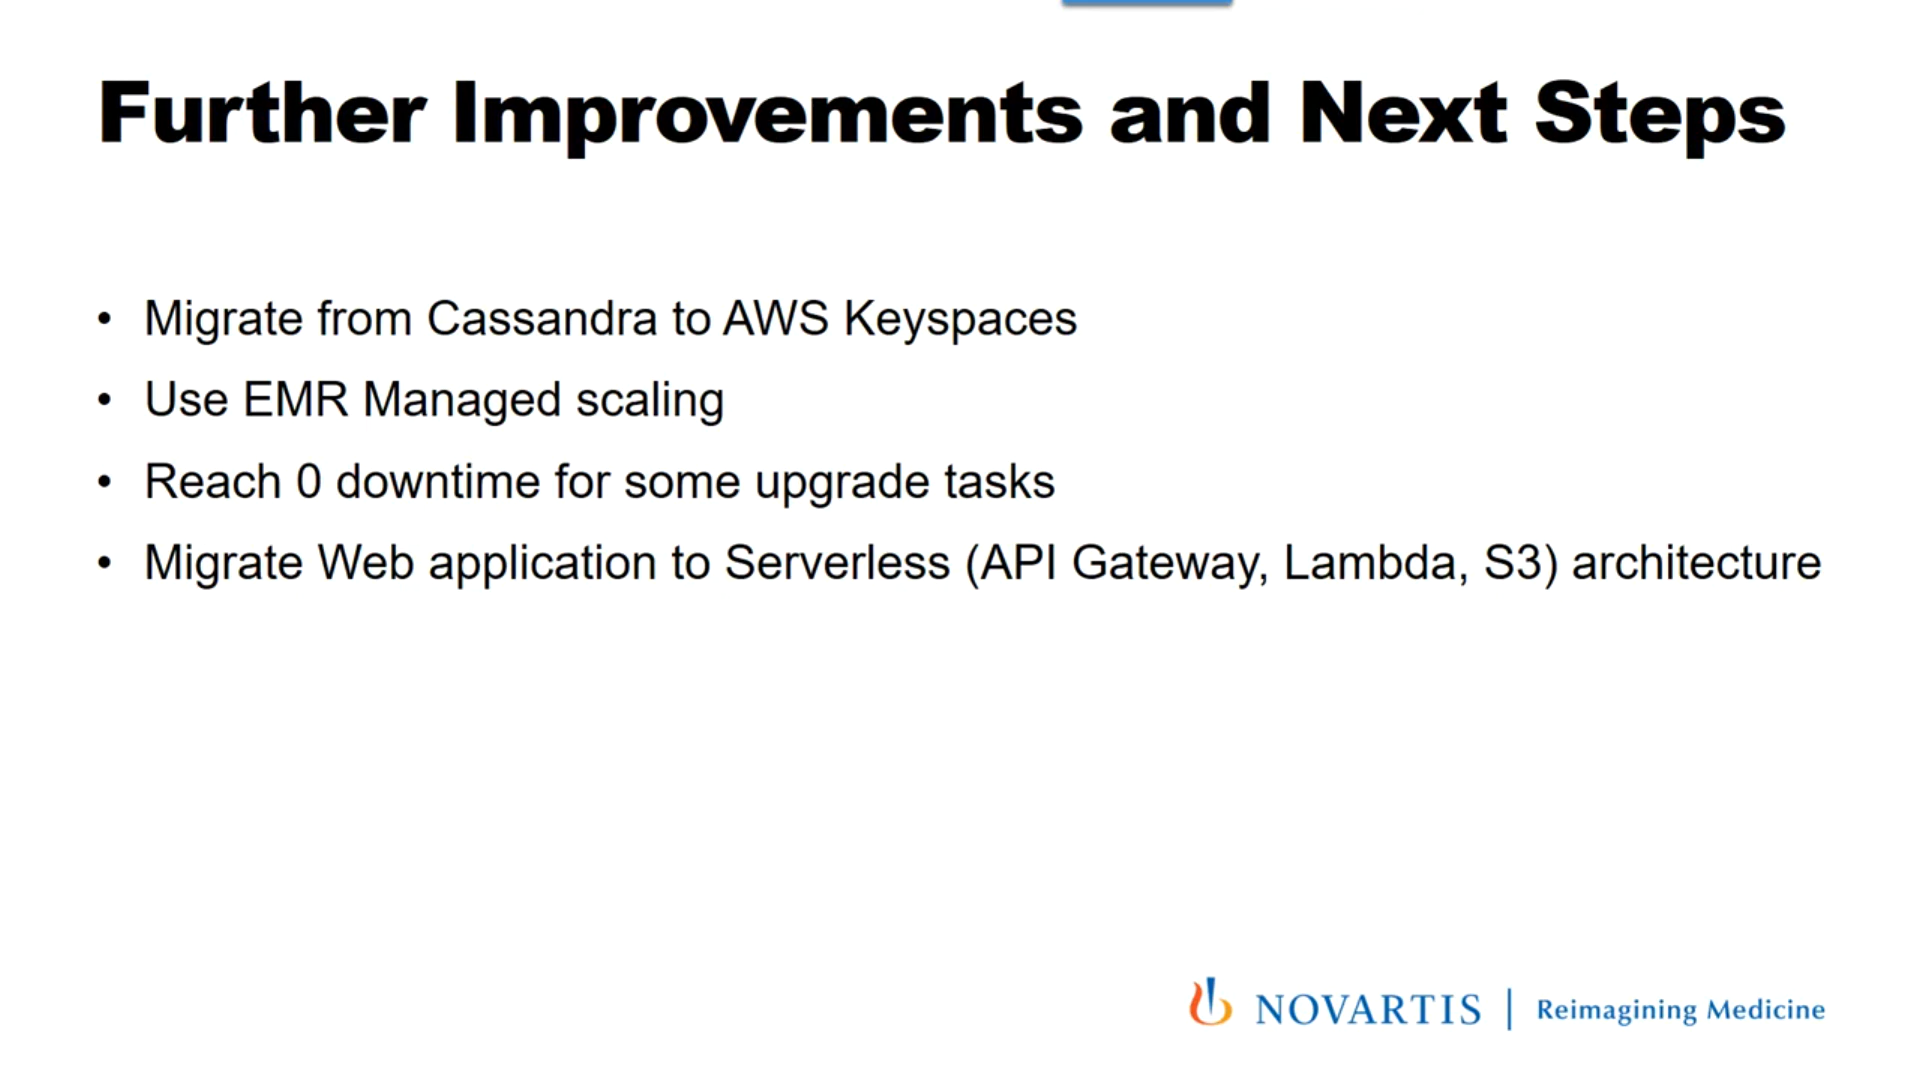 Further Improvements and Next Steps
• Migrate from Cassandra to AWS Keyspaces
• Use EMR Managed scaling
• Reach 0 downtime for some upgrade tasks
• Migrate Web application to Serverless (API Gateway, Lambda, S3) architecture
NOVARTIS | Reimagining Medicine